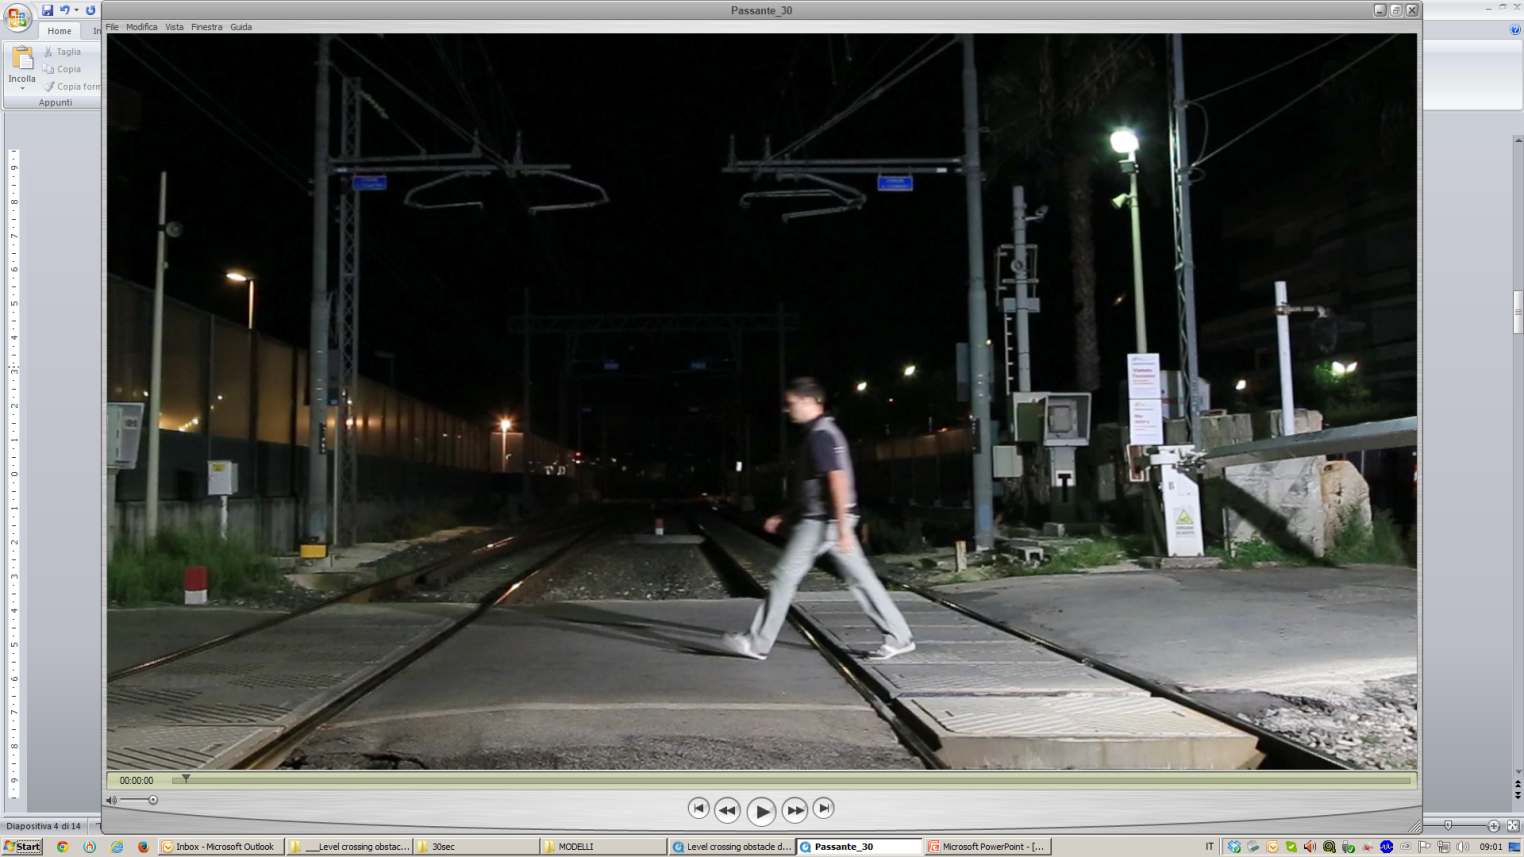 Passante_30
File Modifica Vista Finestra Guida
Home
Taglia
Copia
Copia form
Incolla
Appunti
00:00:00
Diapositiva 4 di 14
Start
Inbox - Microsoft Outlook
___Level crossing obstac...
30sec
MODELLI
Level crossing obstacle d...
Passante_30
Microsoft PowerPoint - [...
IT
09:01